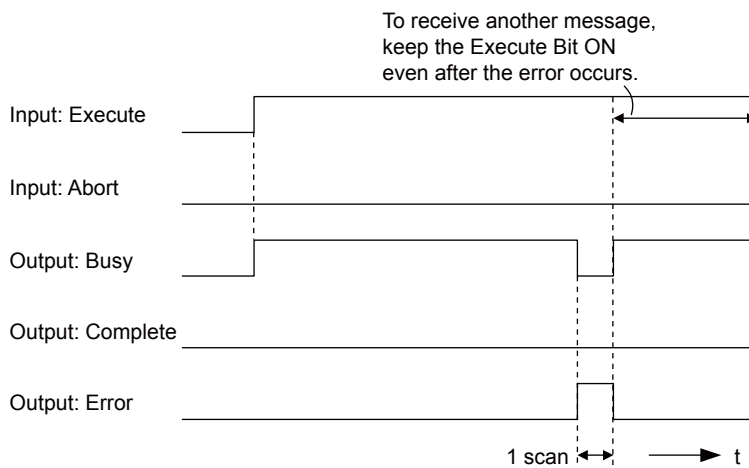 To receive another message,
keep the Execute Bit ON
even after the error occurs.
Input: Execute
Input: Abort
Output: Busy
Output: Complete
Output: Error
1 scan
t